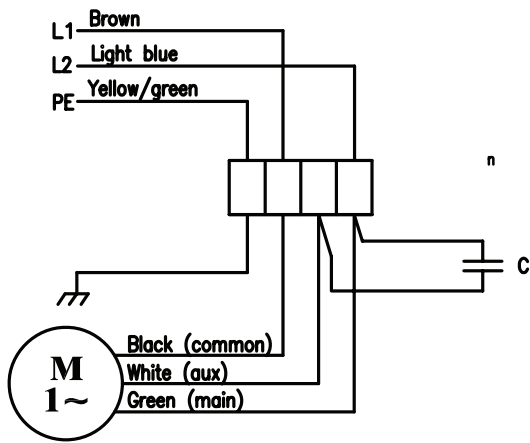 L1 Brown
L2 Light blue
PE Yellow/green
n
C
Black (common)
White (aux)
Green (main)
M
1~